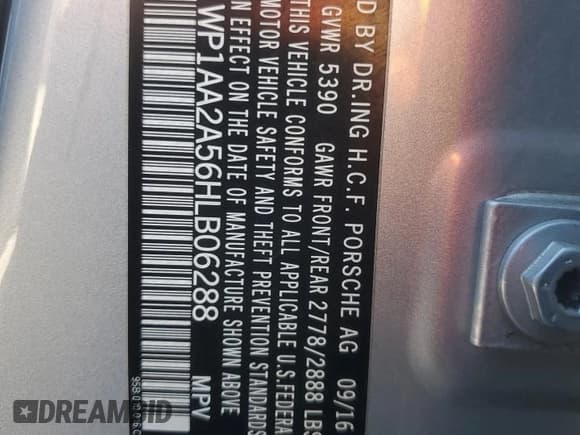 D BY DR.ING H.C.F. PORSCHE AG 09/16
GVWR 5390 GAWR FRONT/REAR 2778/2888 LBS
THIS VEHICLE CONFORMS TO ALL APPLICABLE U.S.FEDERA
MOTOR VEHICLE SAFETY AND THEFT PREVENTION STANDARDS
IN EFFECT ON THE DATE OF MANUFACTURE SHOWN ABOVE
WP1AA2A56HLB06288 MPV
DREAMBID